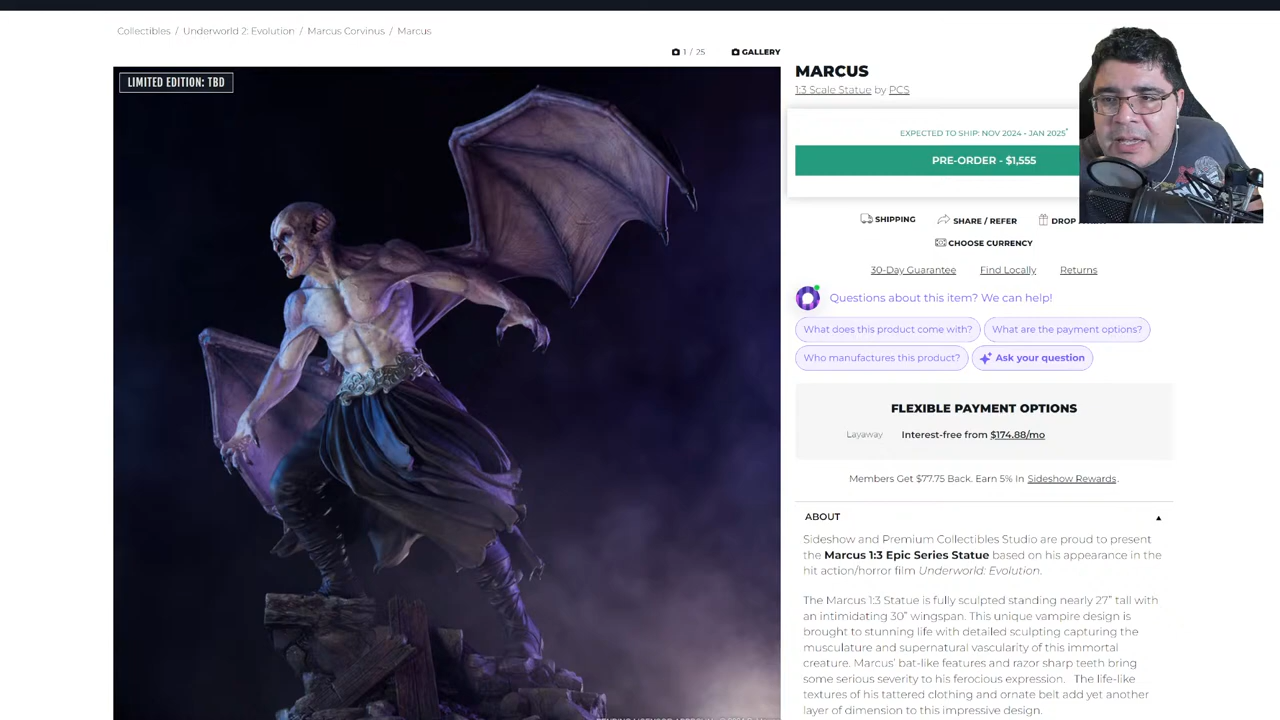 Collectibles / Underworld 2: Evolution / Marcus Corvinus / Marcus
1 / 25 GALLERY
LIMITED EDITION: TBD
MARCUS
1:3 Scale Statue by PCS
EXPECTED TO SHIP: NOV 2024 - JAN 2025*
PRE-ORDER - $1,555
SHIPPING SHARE / REFER DROP
CHOOSE CURRENCY
30-Day Guarantee Find Locally Returns
Questions about this item? We can help!
What does this product come with? What are the payment options?
Who manufactures this product? Ask your question
FLEXIBLE PAYMENT OPTIONS
Layaway Interest-free from $174.88/mo
Members Get $77.75 Back. Earn 5% In Sideshow Rewards.
ABOUT
Sideshow and Premium Collectibles Studio are proud to present
the Marcus 1:3 Epic Series Statue based on his appearance in the
hit action/horror film Underworld: Evolution.
The Marcus 1:3 Statue is fully sculpted standing nearly 27” tall with
an intimidating 30” wingspan. This unique vampire design is
brought to stunning life with detailed sculpting capturing the
musculature and supernatural vascularity of this immortal
creature. Marcus’ bat-like features and razor sharp teeth bring
some serious severity to his ferocious expression. The life-like
textures of his tattered clothing and ornate belt add yet another
layer of dimension to this impressive design.